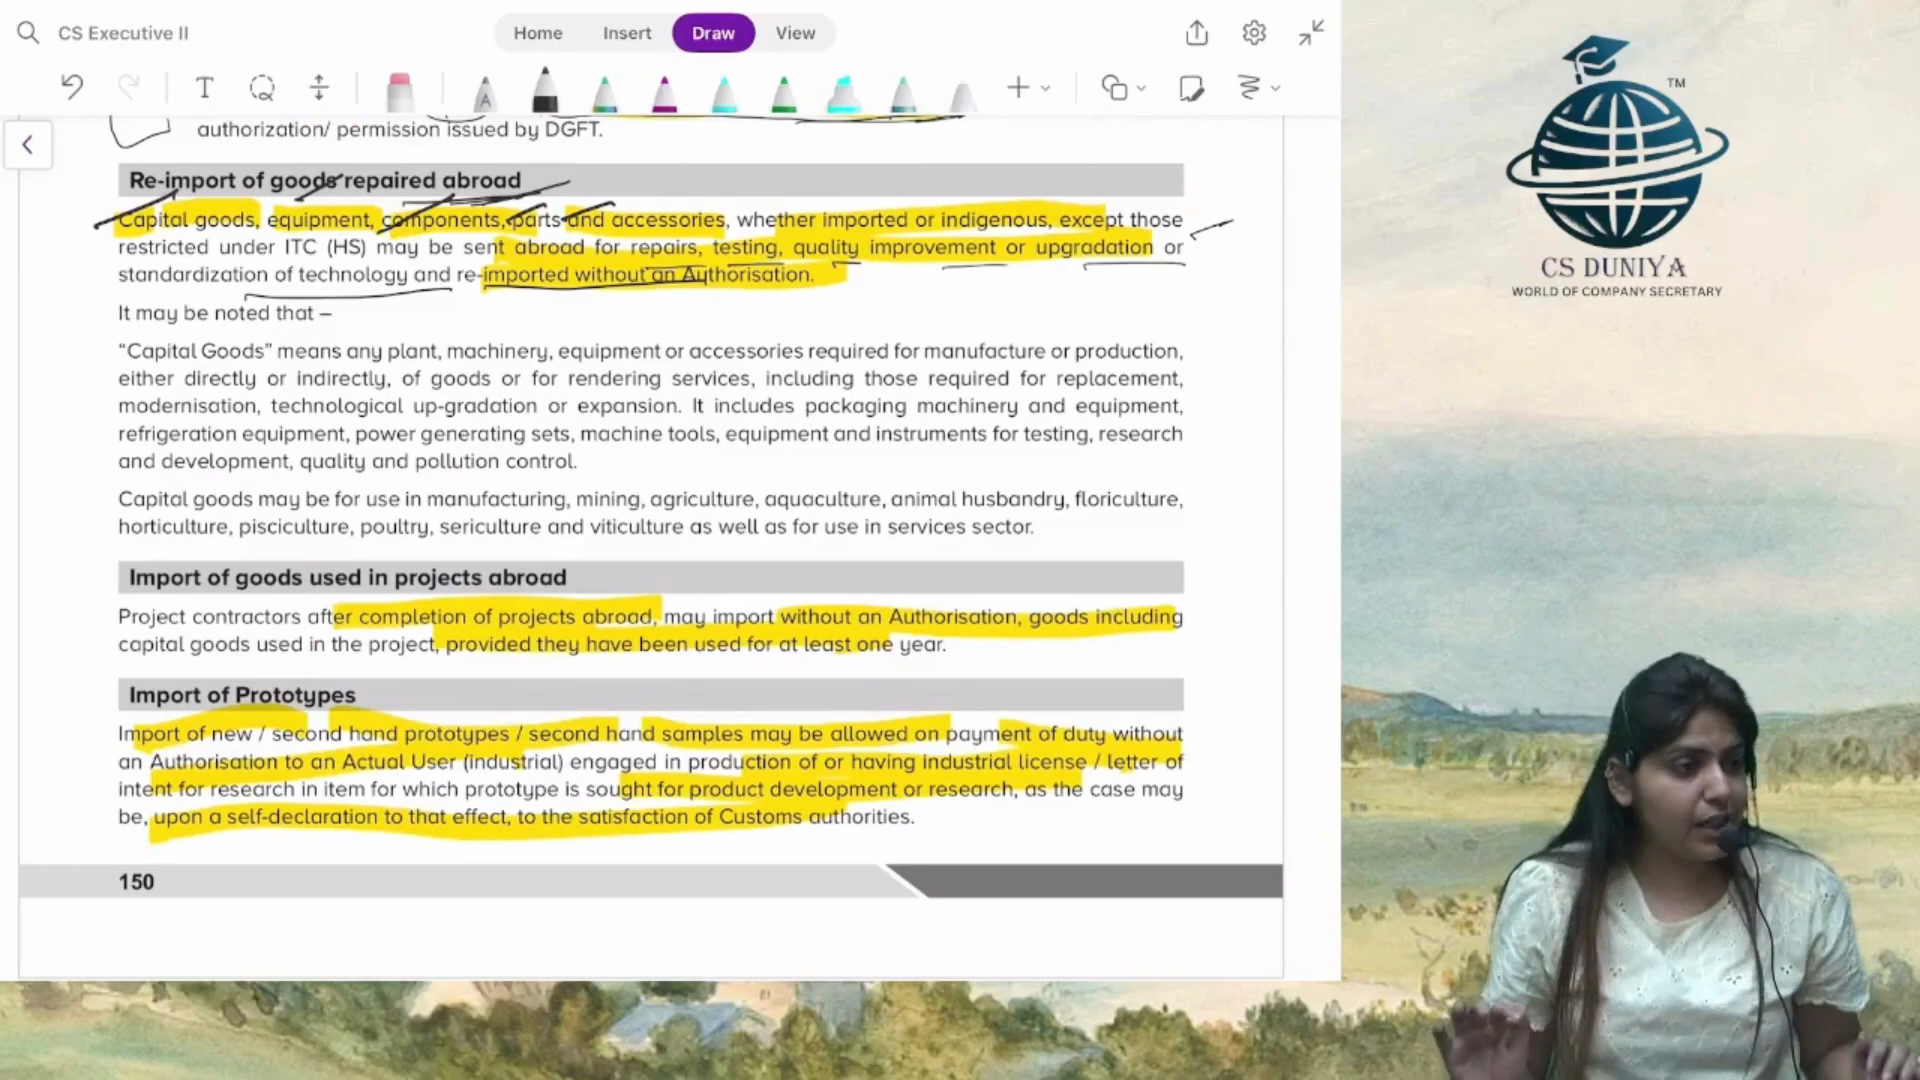 CS Executive II
Home
Insert
Draw
View
T
A
authorization/ permission issued by DGFT.
Re-import of goods repaired abroad
Capital goods, equipment, components, parts and accessories, whether imported or indigenous, except those
restricted under ITC (HS) may be sent abroad for repairs, testing, quality improvement or upgradation or
standardization of technology and re-imported without an Authorisation.
It may be noted that –
“Capital Goods” means any plant, machinery, equipment or accessories required for manufacture or production,
either directly or indirectly, of goods or for rendering services, including those required for replacement,
modernisation, technological up-gradation or expansion. It includes packaging machinery and equipment,
refrigeration equipment, power generating sets, machine tools, equipment and instruments for testing, research
and development, quality and pollution control.
Capital goods may be for use in manufacturing, mining, agriculture, aquaculture, animal husbandry, floriculture,
horticulture, pisciculture, poultry, sericulture and viticulture as well as for use in services sector.
Import of goods used in projects abroad
Project contractors after completion of projects abroad, may import without an Authorisation, goods including
capital goods used in the project, provided they have been used for at least one year.
Import of Prototypes
Import of new / second hand prototypes / second hand samples may be allowed on payment of duty without
an Authorisation to an Actual User (industrial) engaged in production of or having industrial license / letter of
intent for research in item for which prototype is sought for product development or research, as the case may
be, upon a self-declaration to that effect, to the satisfaction of Customs authorities.
150
TM
CS DUNIYA
WORLD OF COMPANY SECRETARY